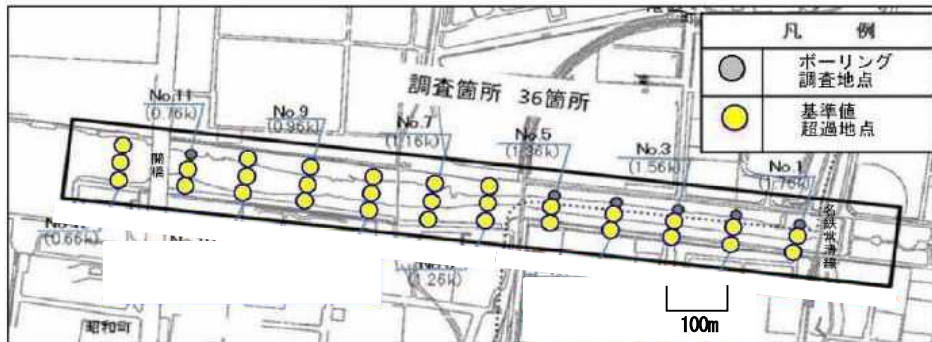 凡 例
ボーリング
調査地点
基準値
超過地点
調査箇所 36箇所
No.11
(0.76k)
No.9
(0.96k)
No.7
(1.16k)
No.5
(1.36k)
No.3
(1.56k)
No.1
(1.76k)
開橋
名鉄常滑線
(0.66k)
(1.26k)
昭和町
100m